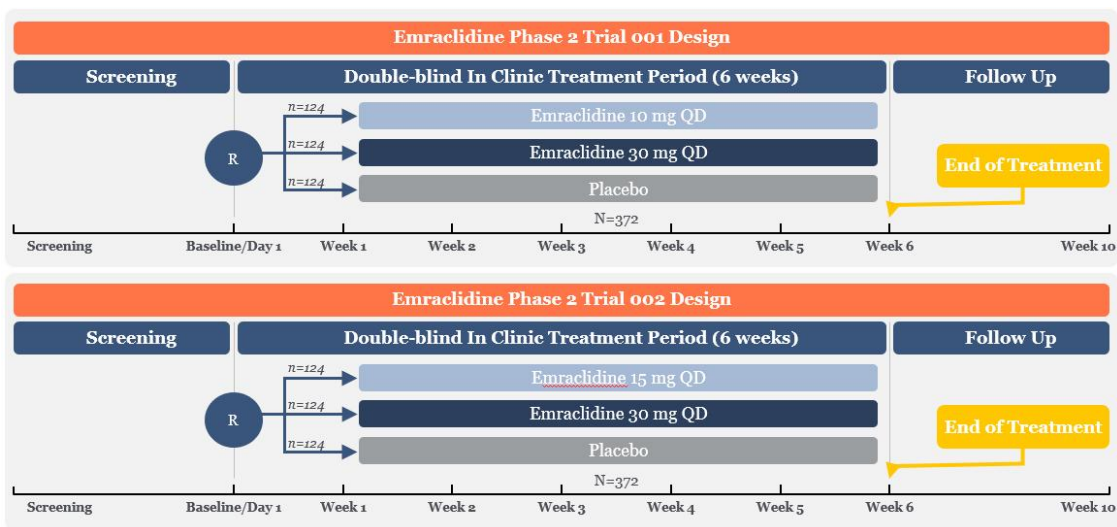 Emraclidine Phase 2 Trial 001 Design
Screening Double-blind In Clinic Treatment Period (6 weeks) Follow Up
n=124 Emraclidine 10 mg QD
R n=124 Emraclidine 30 mg QD
End of Treatment
n=124 Placebo
N=372
Screening Baseline/Day 1 Week 1 Week 2 Week 3 Week 4 Week 5 Week 6 Week 10
Emraclidine Phase 2 Trial 002 Design
Screening Double-blind In Clinic Treatment Period (6 weeks) Follow Up
n=124 Emraclidine 15 mg QD
R n=124 Emraclidine 30 mg QD
End of Treatment
n=124 Placebo
N=372
Screening Baseline/Day 1 Week 1 Week 2 Week 3 Week 4 Week 5 Week 6 Week 10